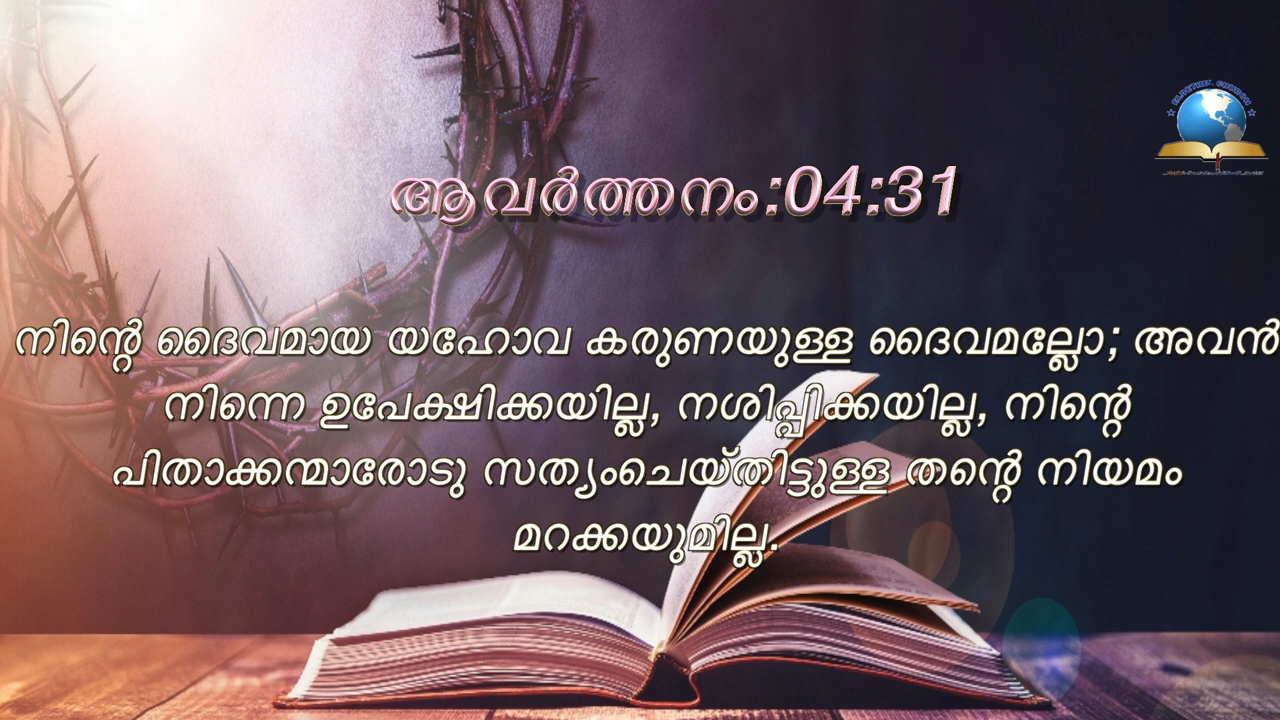 ആവർത്തനം:04:31
നിന്റെ ദൈവമായ യഹോവ കരുണയുള്ള ദൈവമല്ലോ; അവൻ
നിന്നെ ഉപേക്ഷിക്കയില്ല, നശിപ്പിക്കയില്ല, നിന്റെ
പിതാക്കന്മാരോടു സത്യംചെയ്തിട്ടുള്ള തന്റെ നിയമം
മറക്കയുമില്ല.